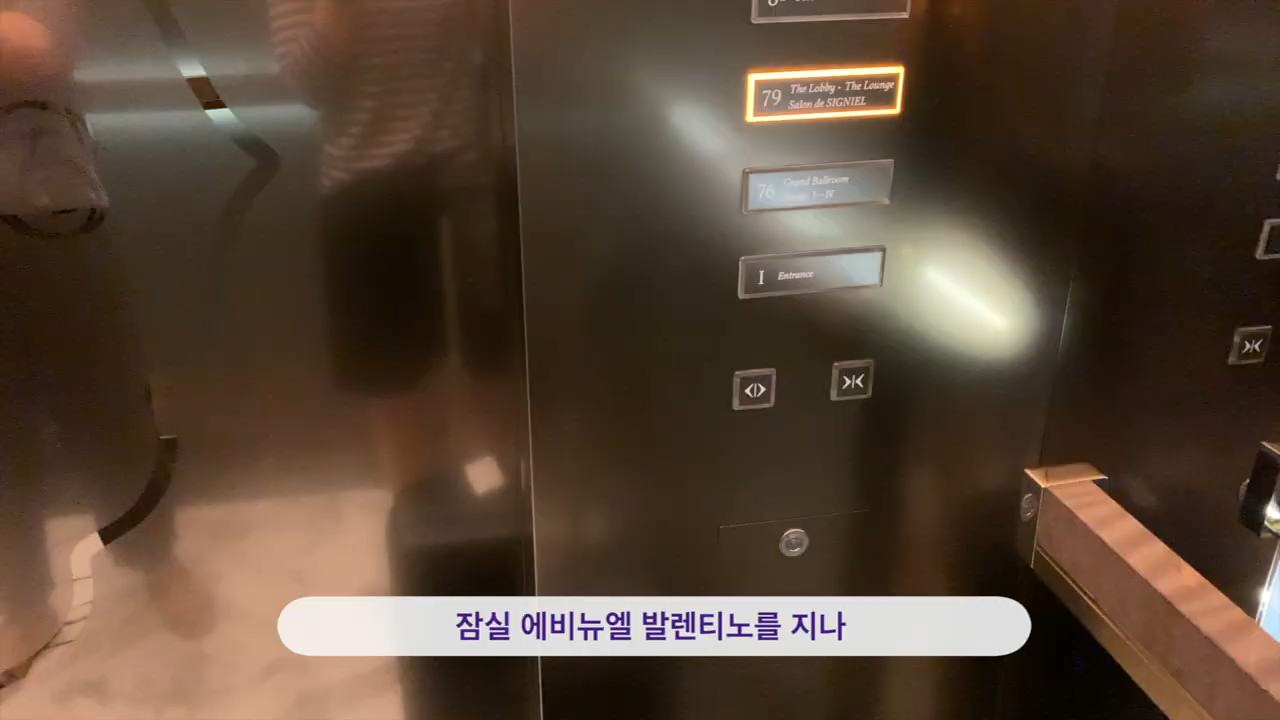 79 The Lobby • The Lounge
Salon de SIGNIEL
76 Grand Ballroom
I Entrance
잠실 에비뉴엘 발렌티노를 지나